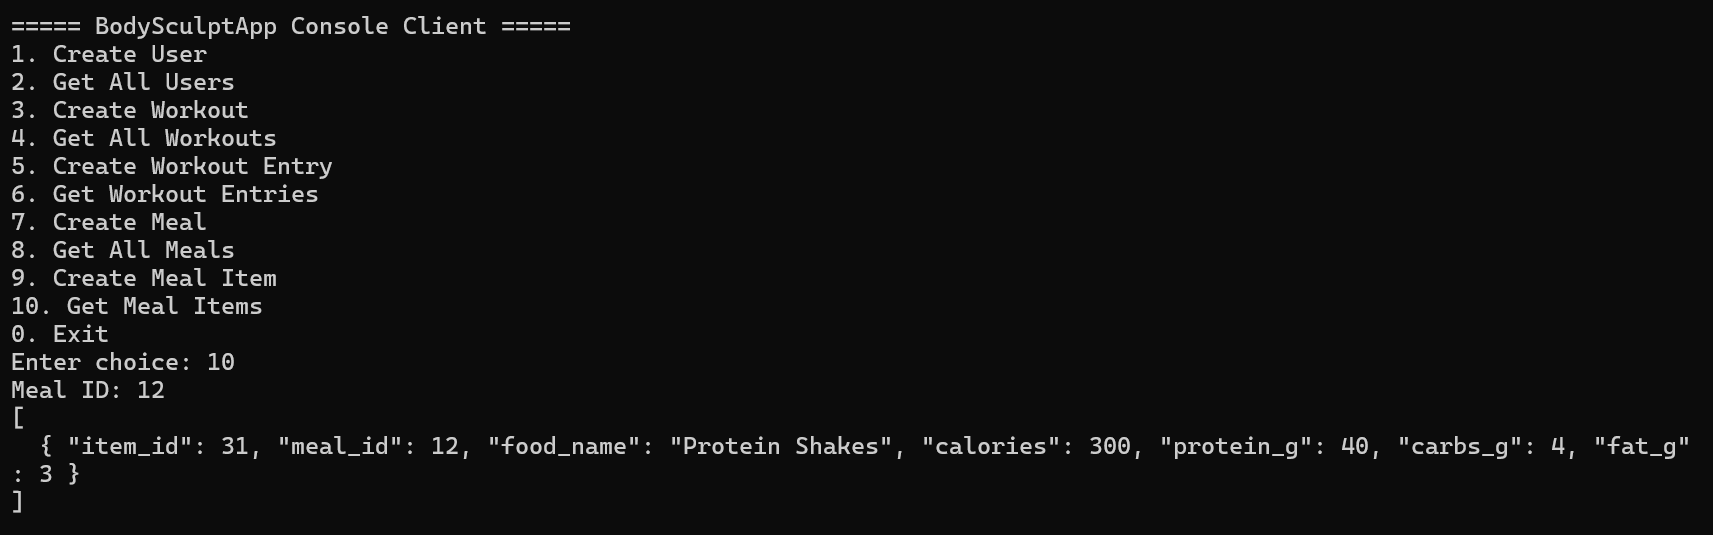 ===== BodySculptApp Console Client =====
1. Create User
2. Get All Users
3. Create Workout
4. Get All Workouts
5. Create Workout Entry
6. Get Workout Entries
7. Create Meal
8. Get All Meals
9. Create Meal Item
10. Get Meal Items
0. Exit
Enter choice: 10
Meal ID: 12
[
  { "item_id": 31, "meal_id": 12, "food_name": "Protein Shakes", "calories": 300, "protein_g": 40, "carbs_g": 4, "fat_g"
: 3 }
]